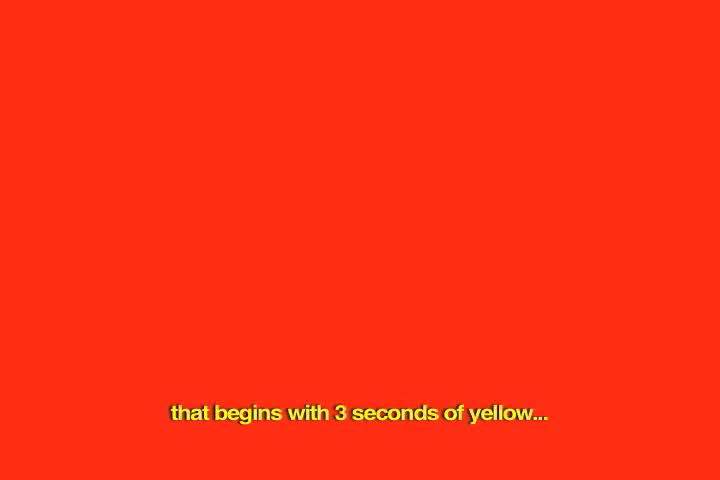 that begins with 3 seconds of yellow...